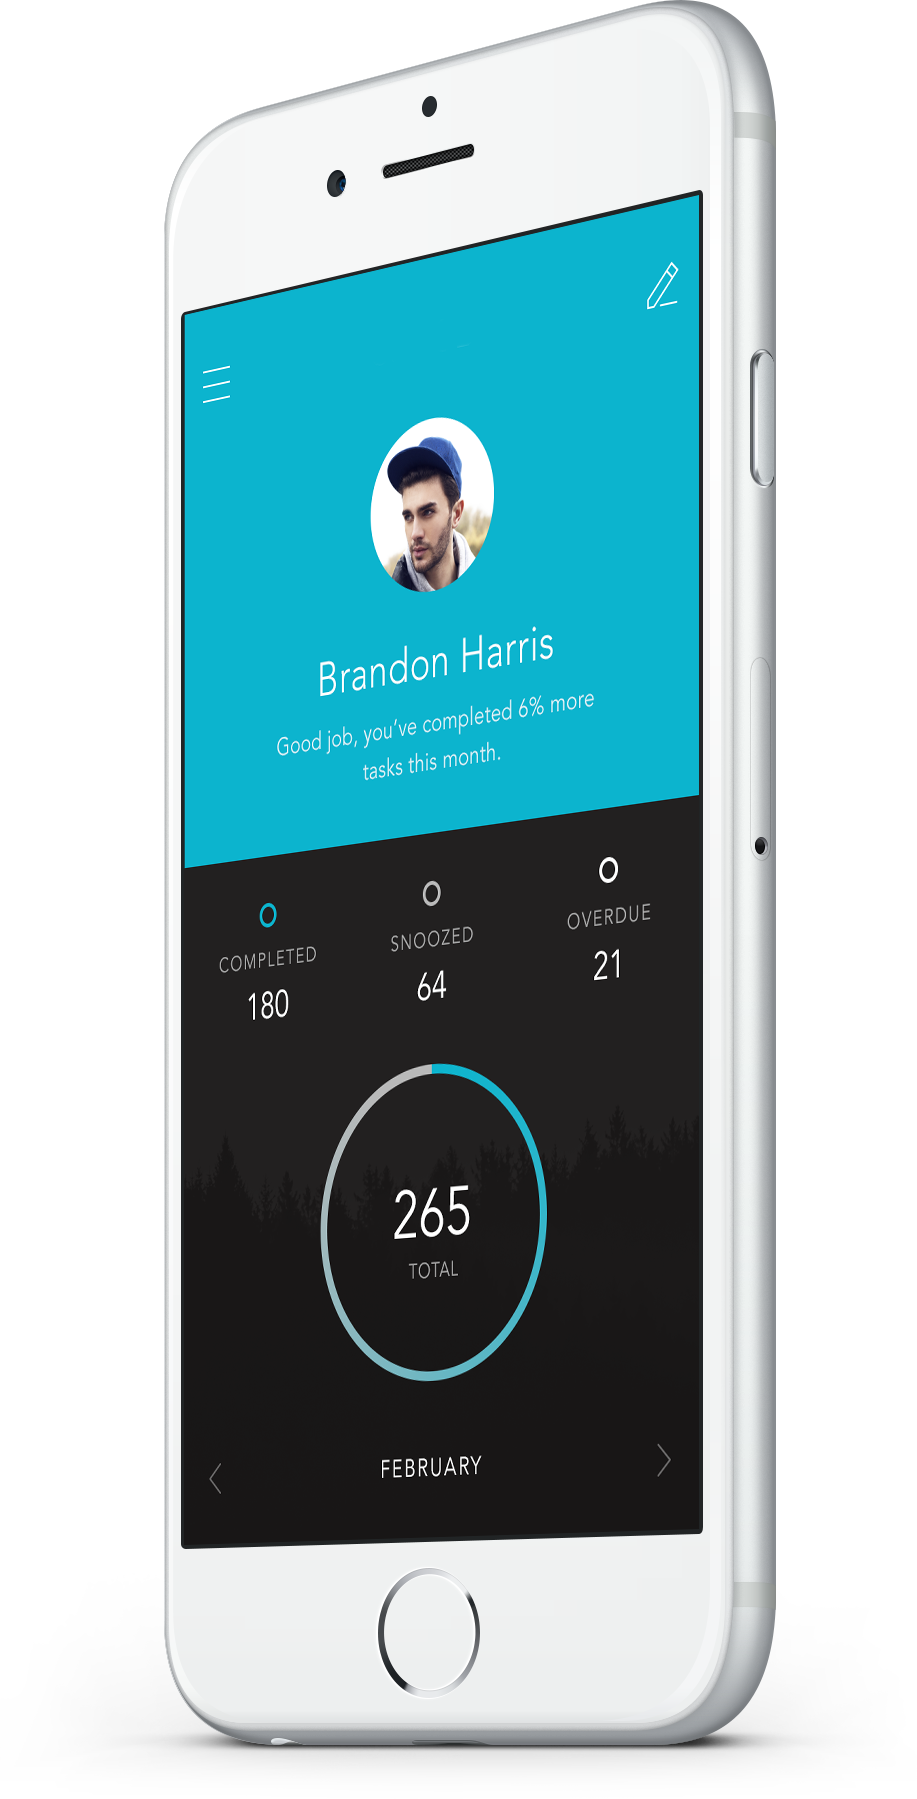 Brandon Harris
Good job, you've completed 6% more
tasks this month.
COMPLETED
180
SNOOZED
64
OVERDUE
21
265
TOTAL
FEBRUARY